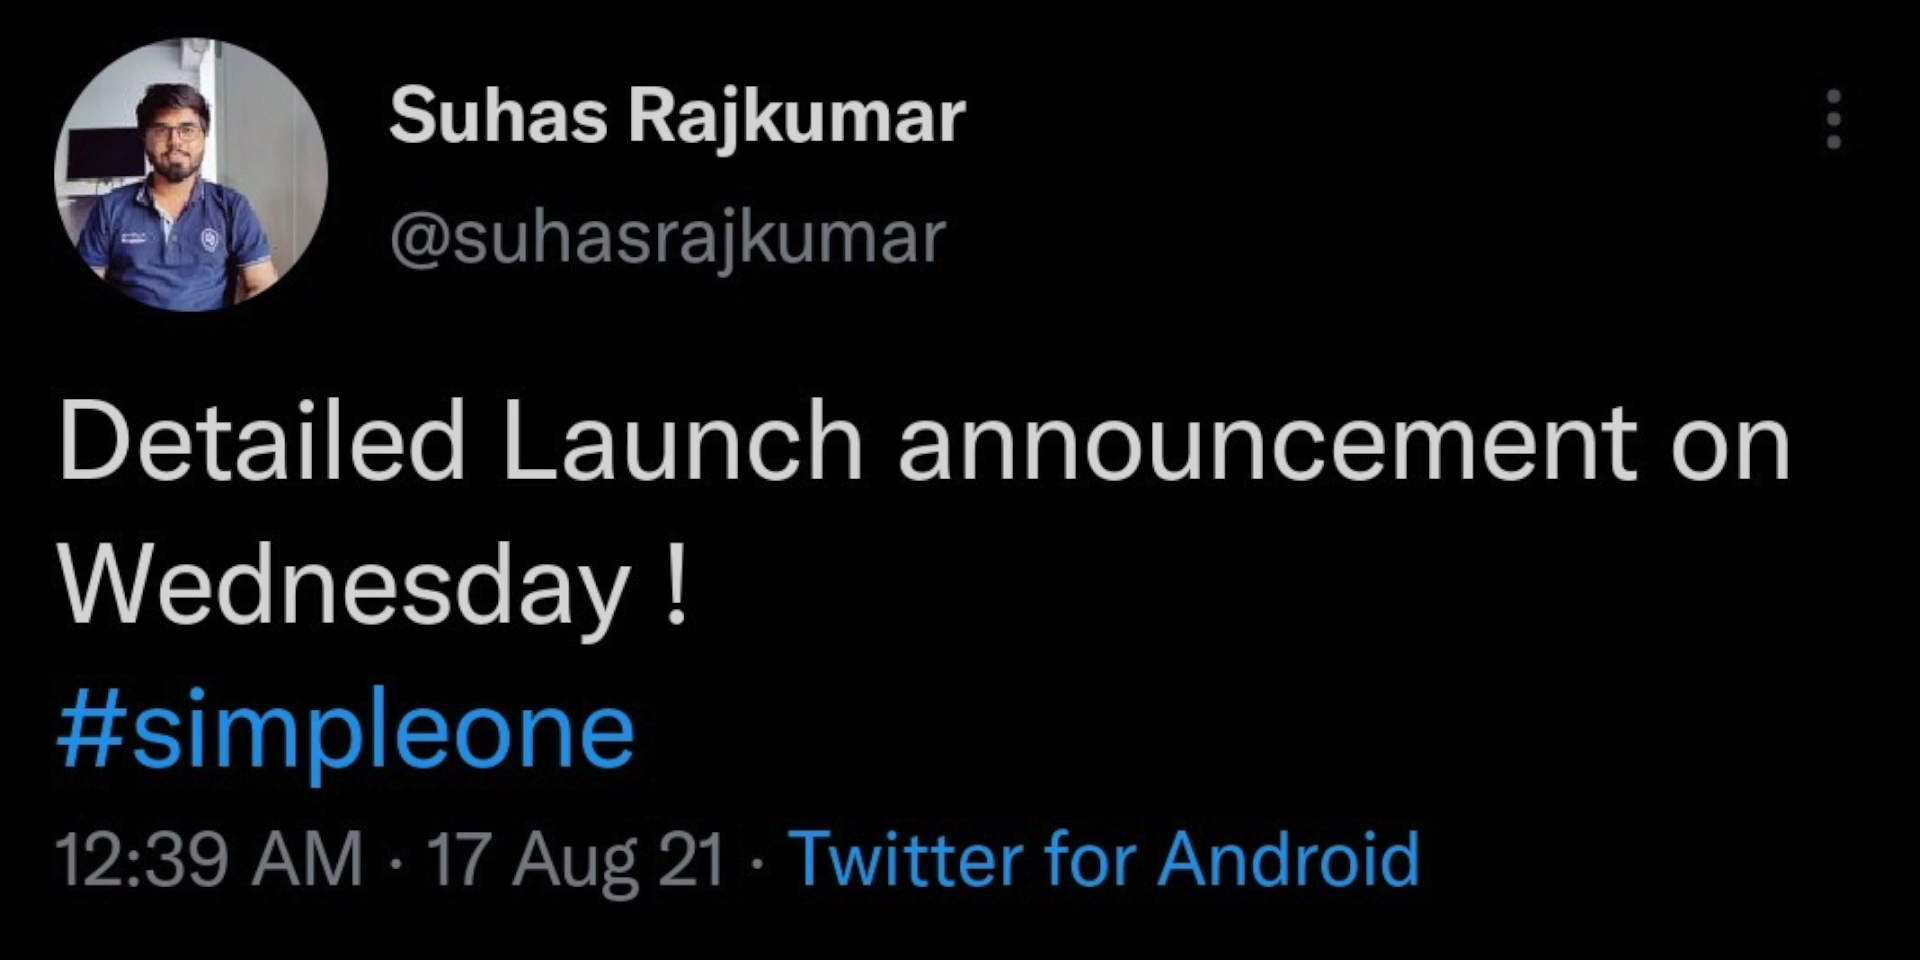 Suhas Rajkumar
@suhasrajkumar
Detailed Launch announcement on
Wednesday !
#simpleone
12:39 AM · 17 Aug 21 · Twitter for Android